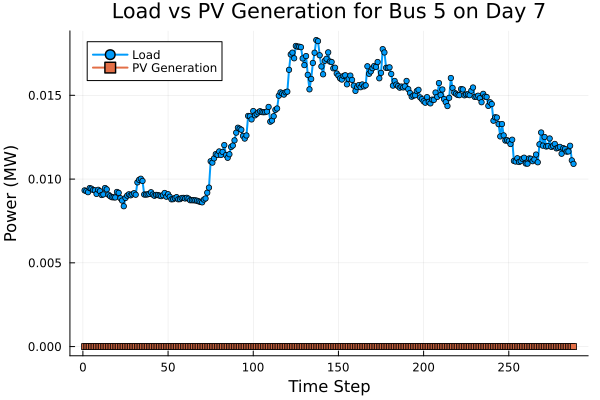 Load vs PV Generation for Bus 5 on Day 7
Load
PV Generation
Power (MW)
0.015
0.010
0.005
0.000
0 50 100 150 200 250
Time Step